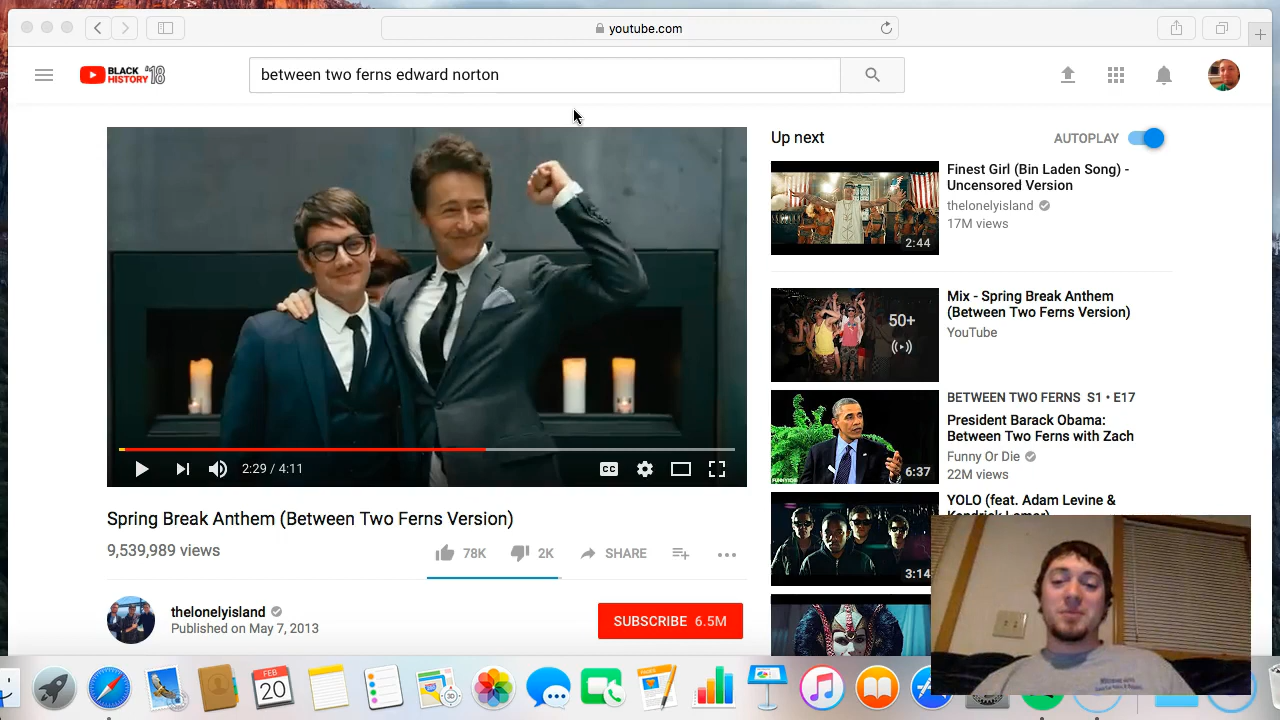 youtube.com
BLACK
HISTORY '18
between two ferns edward norton
Up next
AUTOPLAY
Finest Girl (Bin Laden Song) -
Uncensored Version
thelonelyisland
17M views
2:44
Mix - Spring Break Anthem
(Between Two Ferns Version)
YouTube
50+
BETWEEN TWO FERNS S1 • E17
President Barack Obama:
Between Two Ferns with Zach
Funny Or Die
22M views
6:37
YOLO (feat. Adam Levine &
Kendrick Lamar)
3:14
2:29 / 4:11
CC
Spring Break Anthem (Between Two Ferns Version)
9,539,989 views
78K
2K
SHARE
thelonelyisland
Published on May 7, 2013
SUBSCRIBE 6.5M
FEB
20